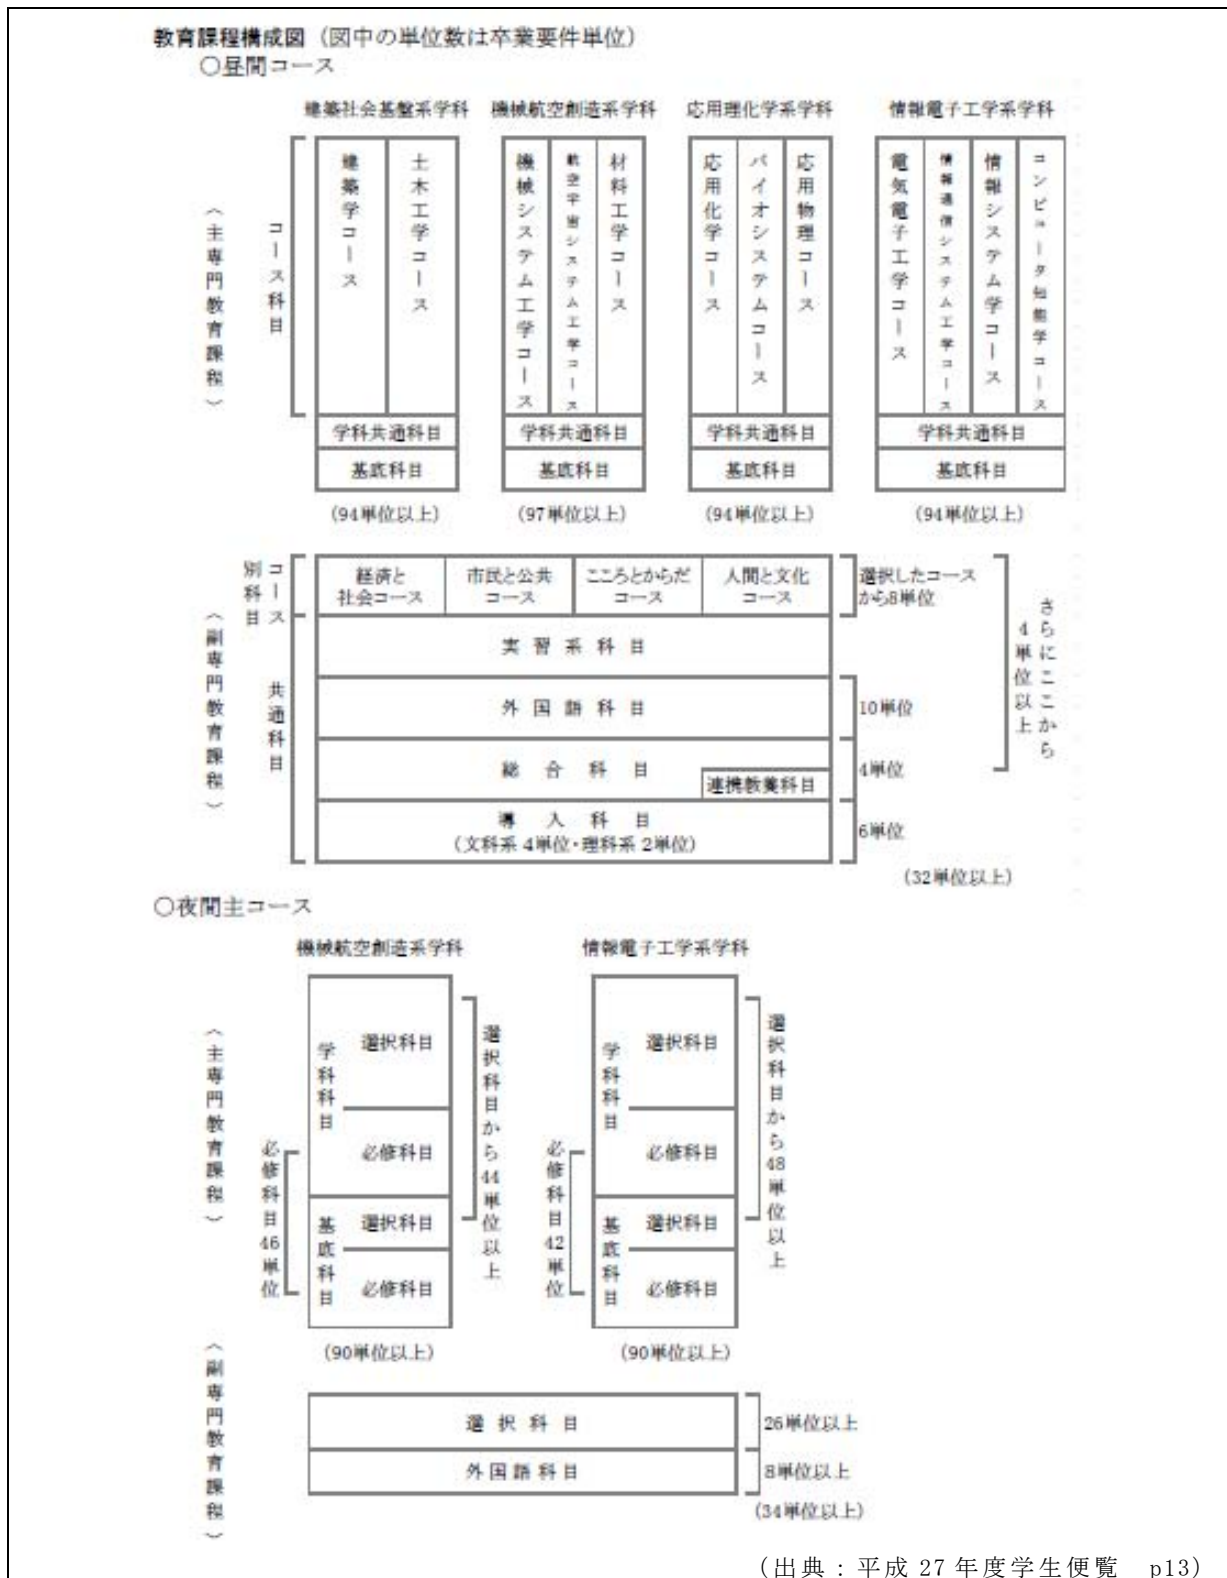 教育課程構成図（図中の単位数は卒業要件単位）
○昼間コース
建築社会基盤系学科
機械航空創造系学科
応用理化学系学科
情報電子工学系学科
〈主専門教育課程〉
コース科目
建築学コース
土木工学コース
機械システム工学コース
航空宇宙システム工学コース
材料工学コース
応用化学コース
バイオシステムコース
応用物理コース
電気電子工学コース
情報通信システム工学コース
情報システム学コース
コンピュータ知能学コース
学科共通科目
学科共通科目
学科共通科目
学科共通科目
基底科目
基底科目
基底科目
基底科目
(94単位以上)
(97単位以上)
(94単位以上)
(94単位以上)
〈副専門教育課程〉
コース別科目
共通科目
経済と
社会コース
市民と公共
コース
こころとからだ
コース
人間と文化
コース
選択したコース
から8単位
さらにここから
4単位以上
実習系科目
外国語科目
10単位
総合科目
連携教養科目
4単位
導入科目
(文科系 4単位・理科系 2単位)
6単位
(32単位以上)
○夜間主コース
機械航空創造系学科
情報電子工学系学科
〈主専門教育課程〉
必修科目46単位
学科科目
選択科目
必修科目
基底科目
選択科目
必修科目
選択科目から44単位以上
必修科目42単位
学科科目
選択科目
必修科目
基底科目
選択科目
必修科目
選択科目から48単位以上
(90単位以上)
(90単位以上)
〈副専門教育課程〉
選択科目
26単位以上
外国語科目
8単位以上
(34単位以上)
（出典：平成 27 年度学生便覧 p13）